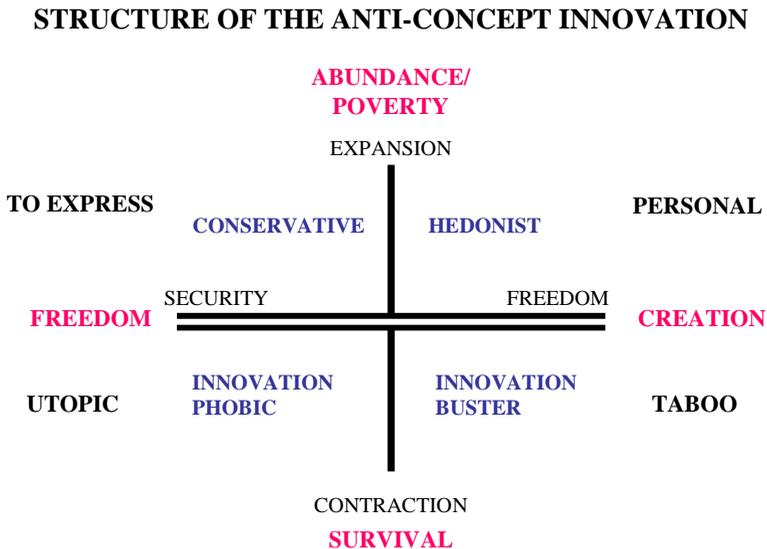 STRUCTURE OF THE ANTI-CONCEPT INNOVATION
ABUNDANCE/
POVERTY
EXPANSION
TO EXPRESS
PERSONAL
CONSERVATIVE
HEDONIST
SECURITY
FREEDOM
FREEDOM
CREATION
INNOVATION
PHOBIC
INNOVATION
BUSTER
UTOPIC
TABOO
CONTRACTION
SURVIVAL